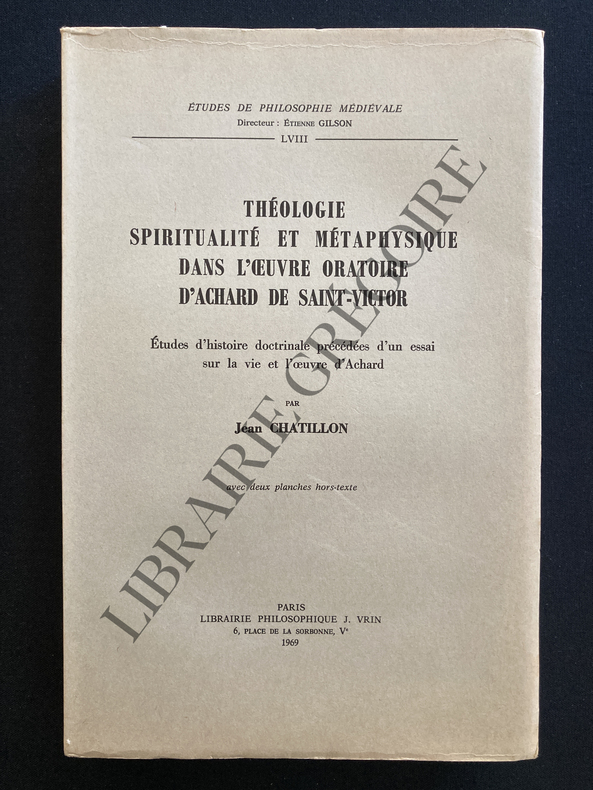 ÉTUDES DE PHILOSOPHIE MÉDIÉVALE
Directeur : Étienne GILSON
LVIII
THÉOLOGIE
SPIRITUALITÉ ET MÉTAPHYSIQUE
DANS L'ŒUVRE ORATOIRE
D'ACHARD DE SAINT-VICTOR
Études d'histoire doctrinale précédées d'un essai
sur la vie et l'œuvre d'Achard
PAR
Jean CHATILLON
avec deux planches hors-texte
PARIS
LIBRAIRIE PHILOSOPHIQUE J. VRIN
6, PLACE DE LA SORBONNE, Ve
1969
LIBRAIRIE GRÉGOIRE